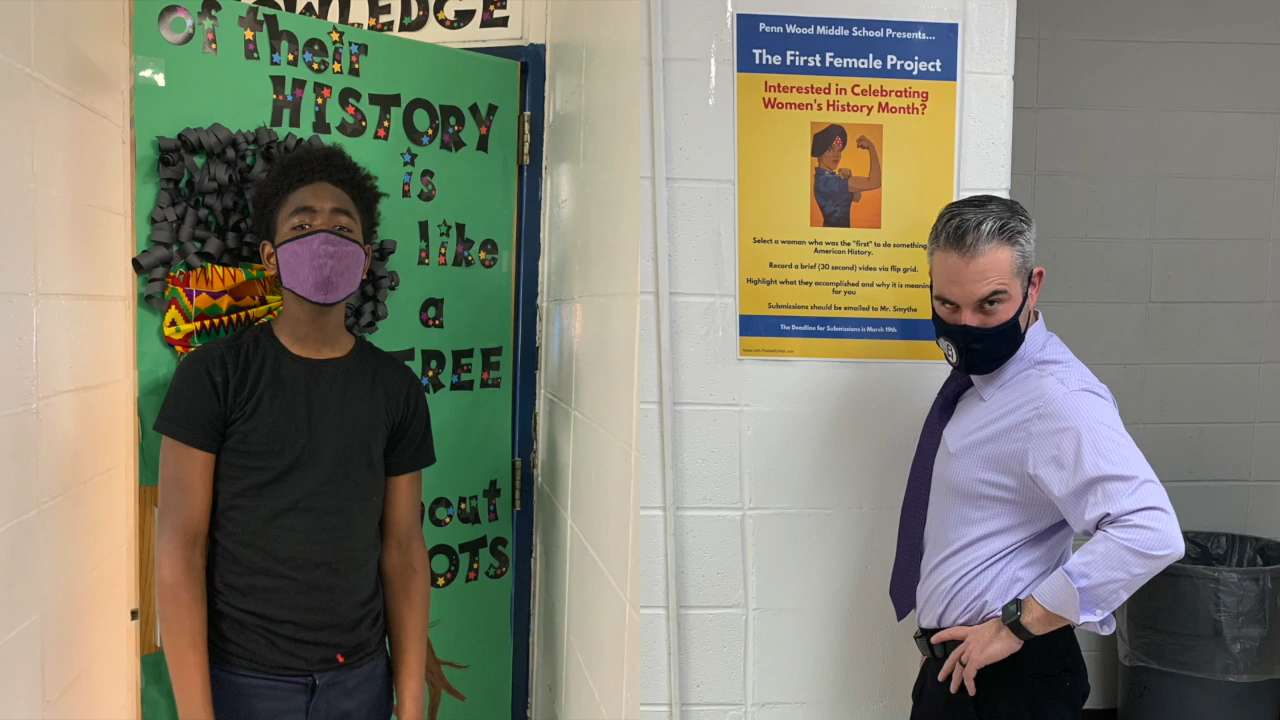 KNOWLEDGE
of their
HISTORY
is
like
a
TREE
out
OTS
Penn Wood Middle School Presents...
The First Female Project
Interested in Celebrating
Women's History Month?
Select a woman who was the "first" to do something
American History.
Record a brief (30 second) video via flip grid.
Highlight what they accomplished and why it is meanin
for you
Submissions should be emailed to Mr. Smythe
The Deadline for Submissions is March 19th